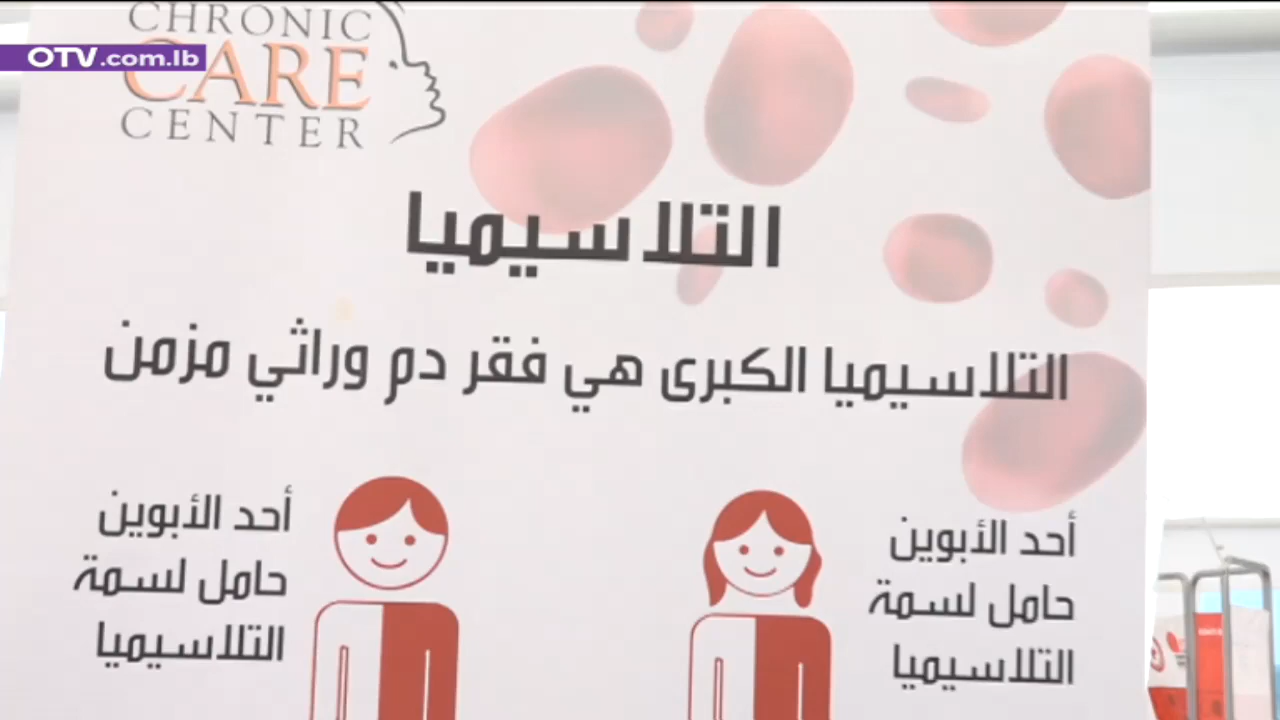 CHRONIC
CARE
CENTER
OTV.com.lb
التلاسيميا
التلاسيميا الكبرى هي فقر دم وراثي مزمن
أحد الأبوين
حامل لسمة
التلاسيميا
أحد الأبوين
حامل لسمة
التلاسيميا